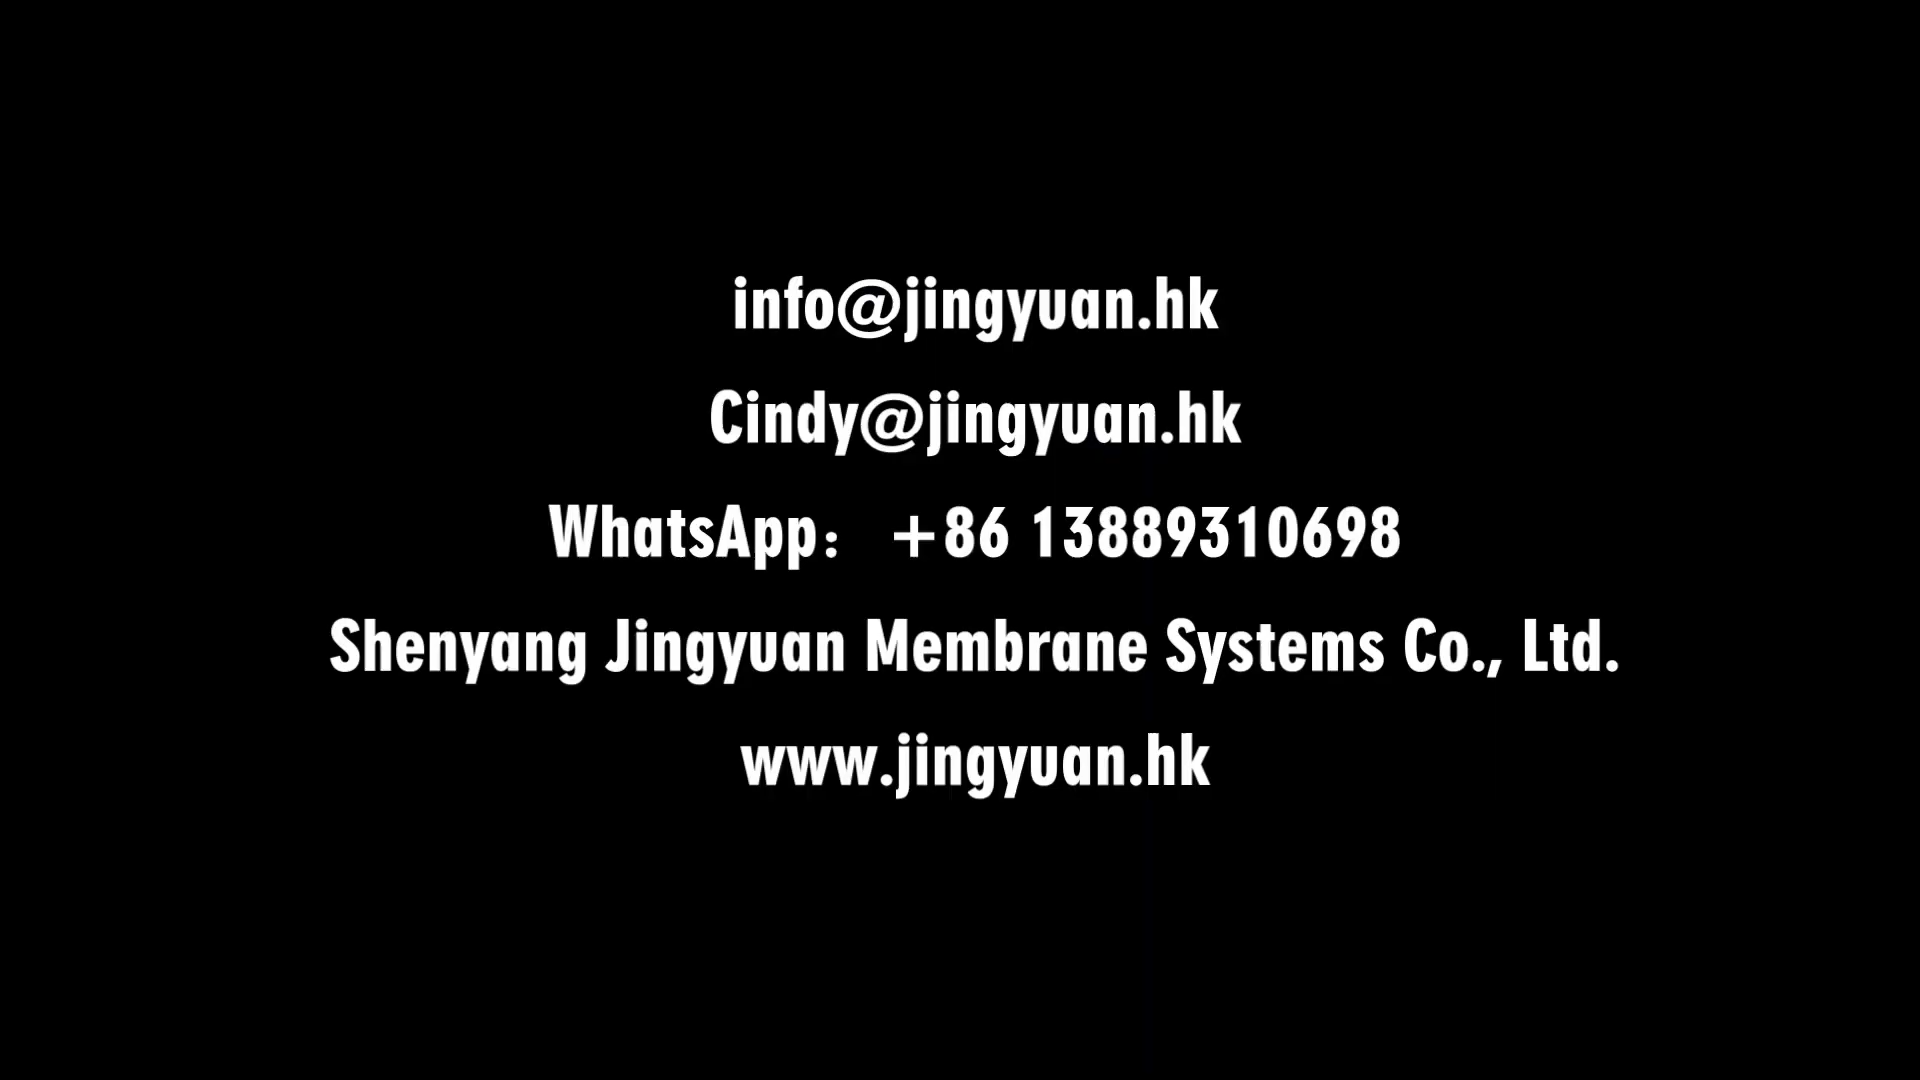 info@jingyuan.hk
Cindy@jingyuan.hk
WhatsApp：  +86 13889310698
Shenyang Jingyuan Membrane Systems Co., Ltd.
www.jingyuan.hk